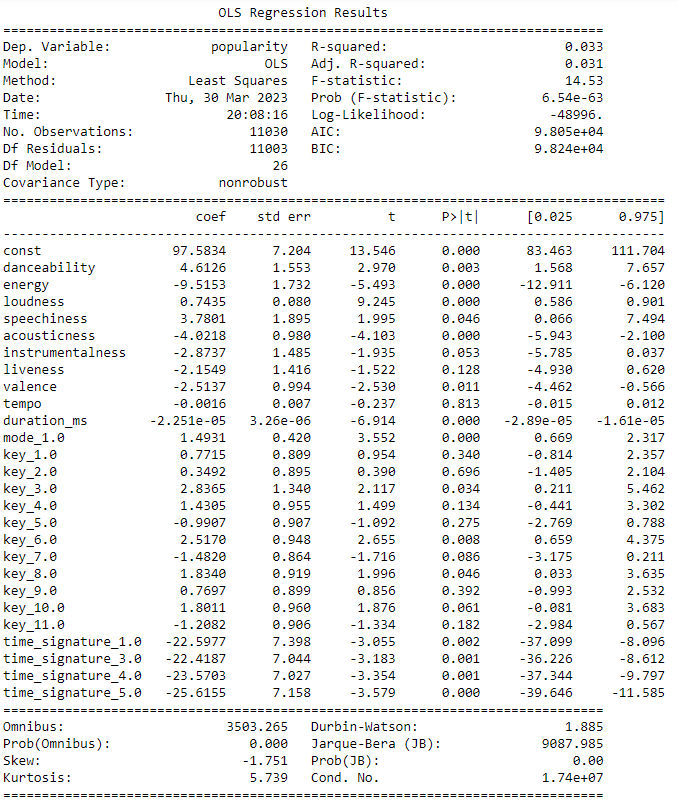 OLS Regression Results
==============================================================================
Dep. Variable:             popularity   R-squared:                       0.033
Model:                            OLS   Adj. R-squared:                  0.031
Method:                 Least Squares   F-statistic:                     14.53
Date:                Thu, 30 Mar 2023   Prob (F-statistic):           6.54e-63
Time:                        20:08:16   Log-Likelihood:                -48996.
No. Observations:               11030   AIC:                         9.805e+04
Df Residuals:                   11003   BIC:                         9.824e+04
Df Model:                          26
Covariance Type:            nonrobust
======================================================================================
                         coef    std err          t      P>|t|      [0.025      0.975]
--------------------------------------------------------------------------------------
const                 97.5834      7.204     13.546      0.000      83.463     111.704
danceability           4.6126      1.553      2.970      0.003       1.568       7.657
energy                -9.5153      1.732     -5.493      0.000     -12.911      -6.120
loudness               0.7435      0.080      9.245      0.000       0.586       0.901
speechiness            3.7801      1.895      1.995      0.046       0.066       7.494
acousticness          -4.0218      0.980     -4.103      0.000      -5.943      -2.100
instrumentalness      -2.8737      1.485     -1.935      0.053      -5.785       0.037
liveness              -2.1549      1.416     -1.522      0.128      -4.930       0.620
valence               -2.5137      0.994     -2.530      0.011      -4.462      -0.566
tempo                 -0.0016      0.007     -0.237      0.813      -0.015       0.012
duration_ms        -2.251e-05   3.26e-06     -6.914      0.000   -2.89e-05   -1.61e-05
mode_1.0               1.4931      0.420      3.552      0.000       0.669       2.317
key_1.0                0.7715      0.809      0.954      0.340      -0.814       2.357
key_2.0                0.3492      0.895      0.390      0.696      -1.405       2.104
key_3.0                2.8365      1.340      2.117      0.034       0.211       5.462
key_4.0                1.4305      0.955      1.499      0.134      -0.441       3.302
key_5.0               -0.9907      0.907     -1.092      0.275      -2.769       0.788
key_6.0                2.5170      0.948      2.655      0.008       0.659       4.375
key_7.0               -1.4820      0.864     -1.716      0.086      -3.175       0.211
key_8.0                1.8340      0.919      1.996      0.046       0.033       3.635
key_9.0                0.7697      0.899      0.856      0.392      -0.993       2.532
key_10.0               1.8011      0.960      1.876      0.061      -0.081       3.683
key_11.0              -1.2082      0.906     -1.334      0.182      -2.984       0.567
time_signature_1.0   -22.5977      7.398     -3.055      0.002     -37.099      -8.096
time_signature_3.0   -22.4187      7.044     -3.183      0.001     -36.226      -8.612
time_signature_4.0   -23.5703      7.027     -3.354      0.001     -37.344      -9.797
time_signature_5.0   -25.6155      7.158     -3.579      0.000     -39.646     -11.585
==============================================================================
Omnibus:                     3503.265   Durbin-Watson:                   1.885
Prob(Omnibus):                  0.000   Jarque-Bera (JB):             9087.985
Skew:                          -1.751   Prob(JB):                         0.00
Kurtosis:                       5.739   Cond. No.                     1.74e+07
==============================================================================